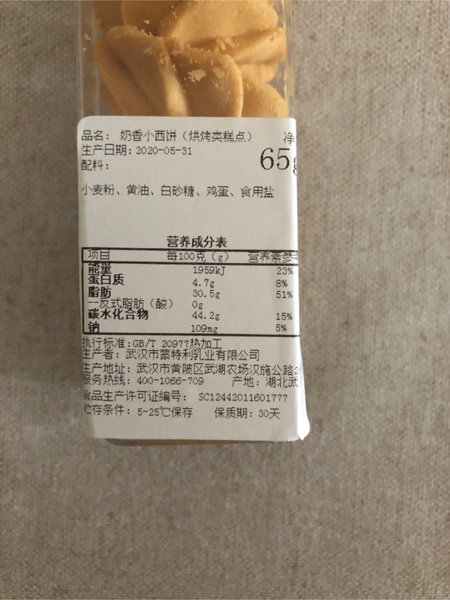 品名: 奶香小西饼（烘烤类糕点） 净
生产日期:2020-05-31
65g
配料:
小麦粉、黄油、白砂糖、鸡蛋、食用盐
营养成分表
项目 每100克（g） 营养素参考
能量 1959kJ 23%
蛋白质 4.7g 8%
脂肪 30.5g 51%
--反式脂肪（酸） 0g
碳水化合物 44.2g 15%
钠 109mg 5%
执行标准:GB/T 20977热加工
生产者: 武汉市蒙特利乳业有限公司
生产地址: 武汉市黄陂区武湖农场汉施公路
服务热线: 400-1066-709 产地: 湖北武
食品生产许可证编号: SC12442011601777
贮存条件: 5-25℃保存 保质期: 30天